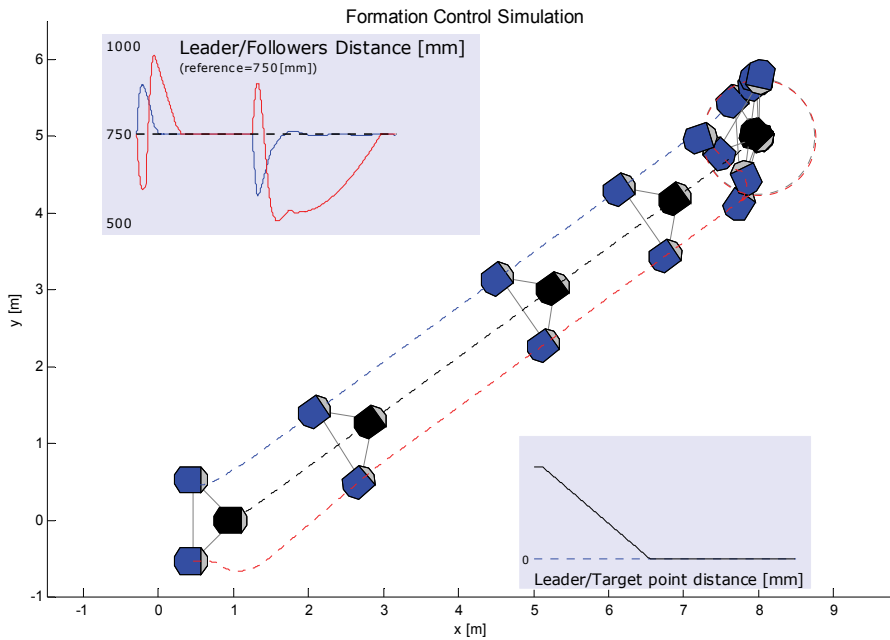 Formation Control Simulation
Leader/Followers Distance [mm]
(reference=750[mm])
1000
750
500
6
5
4
3
2
1
0
-1
y [m]
0
Leader/Target point distance [mm]
-1 0 1 2 3 4 5 6 7 8 9
x [m]